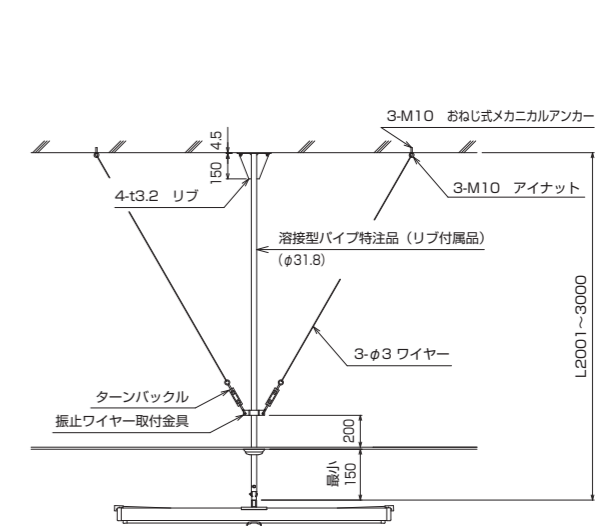 3-M10 おねじ式メカニカルアンカー
4.5
150
4-t3.2 リブ
3-M10 アイナット
溶接型パイプ特注品（リブ付属品）
（φ31.8）
L2001～3000
3-φ3 ワイヤー
ターンバックル
振止ワイヤー取付金具
200
最小
150